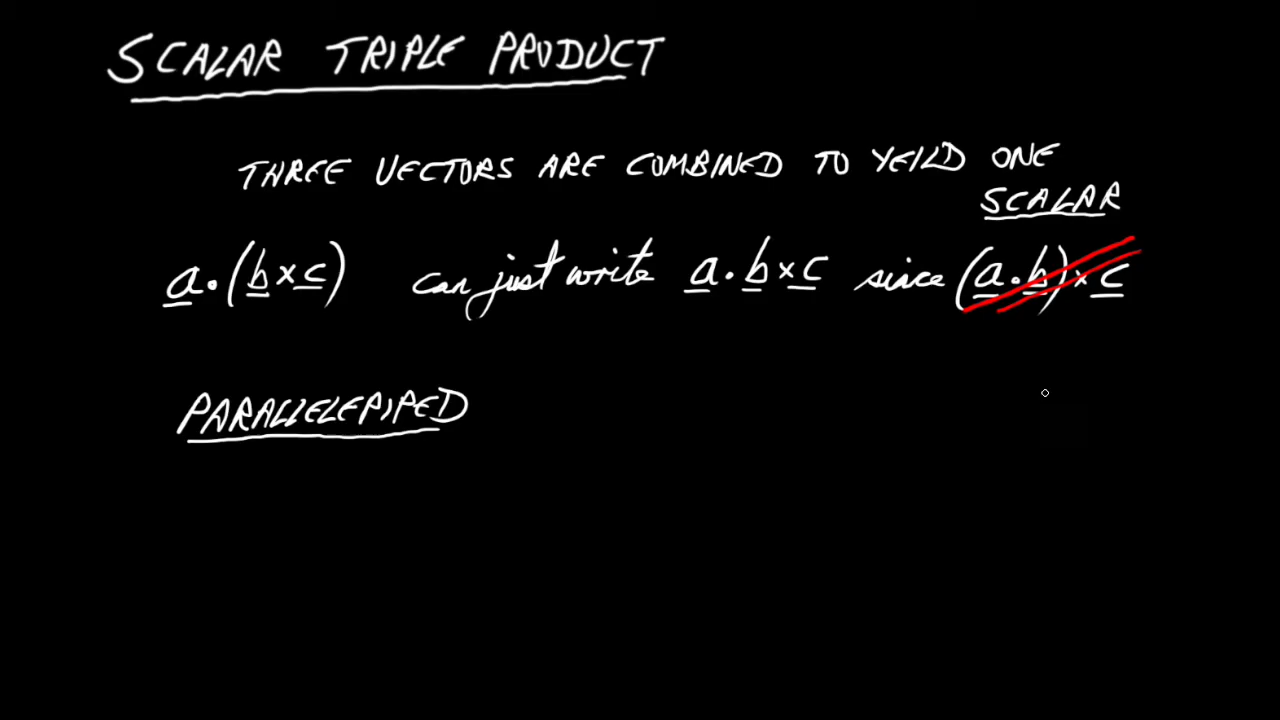 SCALAR TRIPLE PRODUCT
THREE VECTORS ARE COMBINED TO YEILD ONE
SCALAR
a.(b×c) can just write a.b×c since (a.b)×c
PARALLELEPIPED